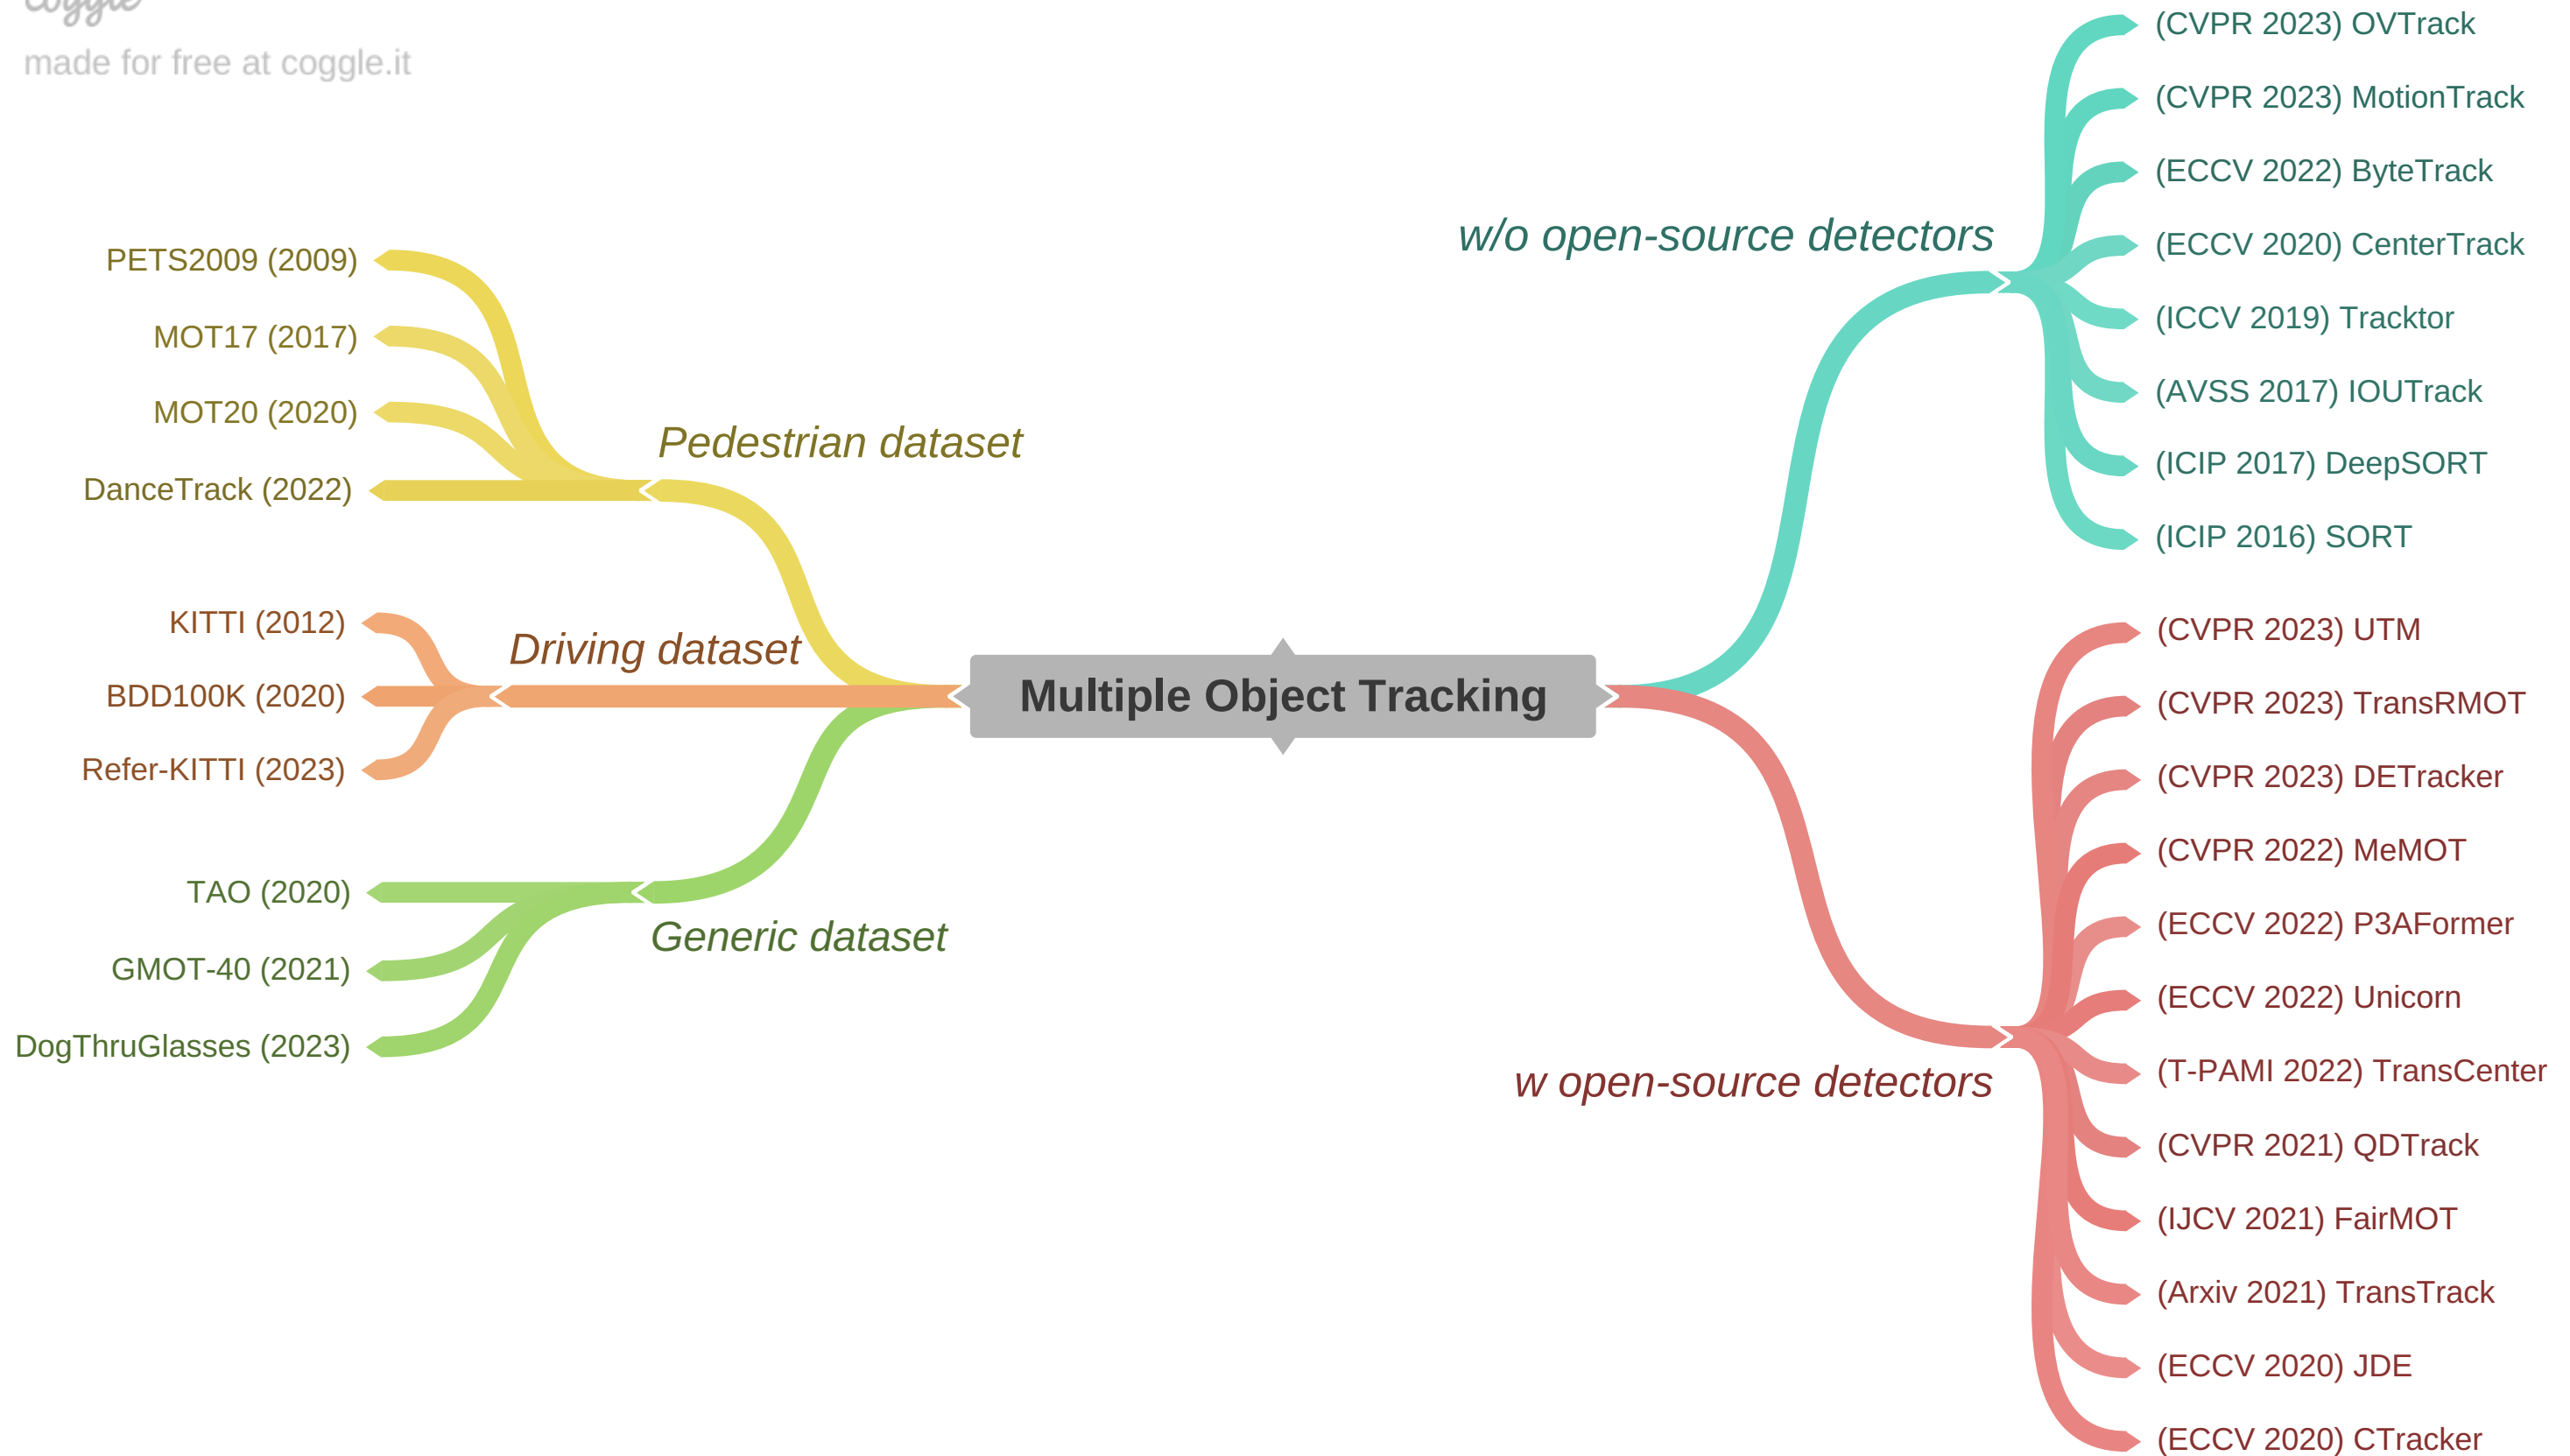 made for free at coggle.it
PETS2009 (2009)
MOT17 (2017)
MOT20 (2020)
DanceTrack (2022)
Pedestrian dataset
KITTI (2012)
BDD100K (2020)
Refer-KITTI (2023)
Driving dataset
TAO (2020)
GMOT-40 (2021)
DogThruGlasses (2023)
Generic dataset
Multiple Object Tracking
w/o open-source detectors
(CVPR 2023) OVTrack
(CVPR 2023) MotionTrack
(ECCV 2022) ByteTrack
(ECCV 2020) CenterTrack
(ICCV 2019) Tracktor
(AVSS 2017) IOUTrack
(ICIP 2017) DeepSORT
(ICIP 2016) SORT
w open-source detectors
(CVPR 2023) UTM
(CVPR 2023) TransRMOT
(CVPR 2023) DETracker
(CVPR 2022) MeMOT
(ECCV 2022) P3AFormer
(ECCV 2022) Unicorn
(T-PAMI 2022) TransCenter
(CVPR 2021) QDTrack
(IJCV 2021) FairMOT
(Arxiv 2021) TransTrack
(ECCV 2020) JDE
(ECCV 2020) CTracker